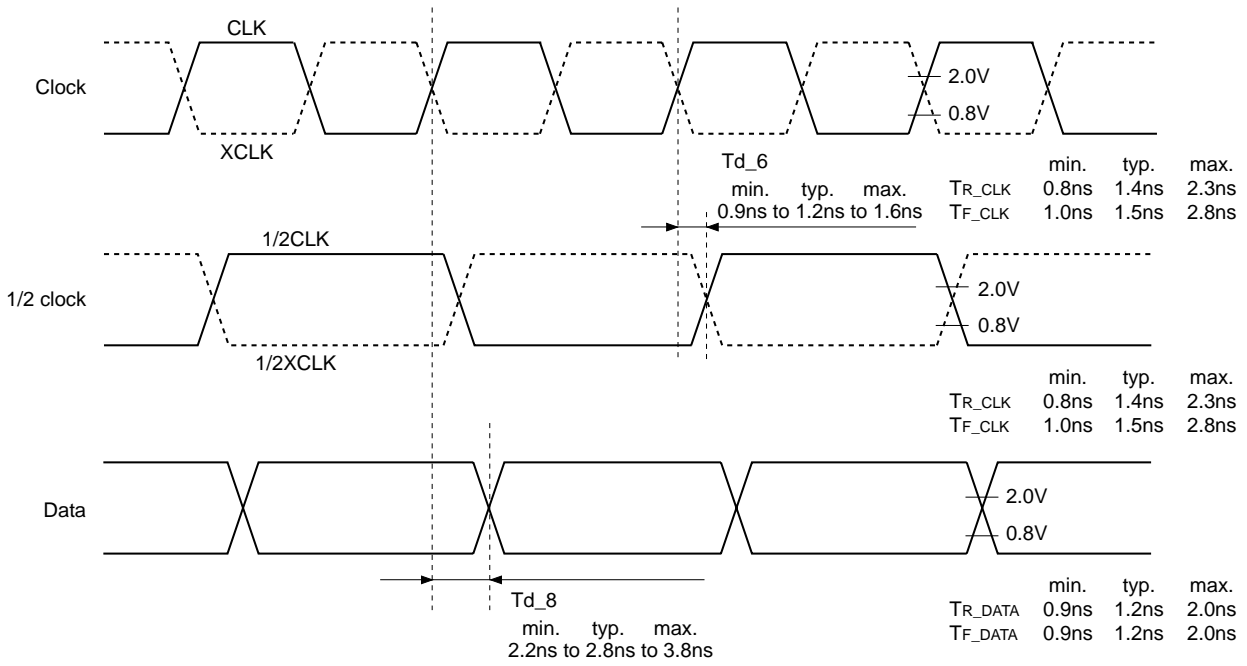 CLK
Clock
2.0V
0.8V
XCLK
Td_6
min. typ. max.
0.9ns to 1.2ns to 1.6ns
min. typ. max.
TR_CLK 0.8ns 1.4ns 2.3ns
TF_CLK 1.0ns 1.5ns 2.8ns
1/2CLK
1/2 clock
2.0V
0.8V
1/2XCLK
min. typ. max.
TR_CLK 0.8ns 1.4ns 2.3ns
TF_CLK 1.0ns 1.5ns 2.8ns
Data
2.0V
0.8V
Td_8
min. typ. max.
2.2ns to 2.8ns to 3.8ns
min. typ. max.
TR_DATA 0.9ns 1.2ns 2.0ns
TF_DATA 0.9ns 1.2ns 2.0ns